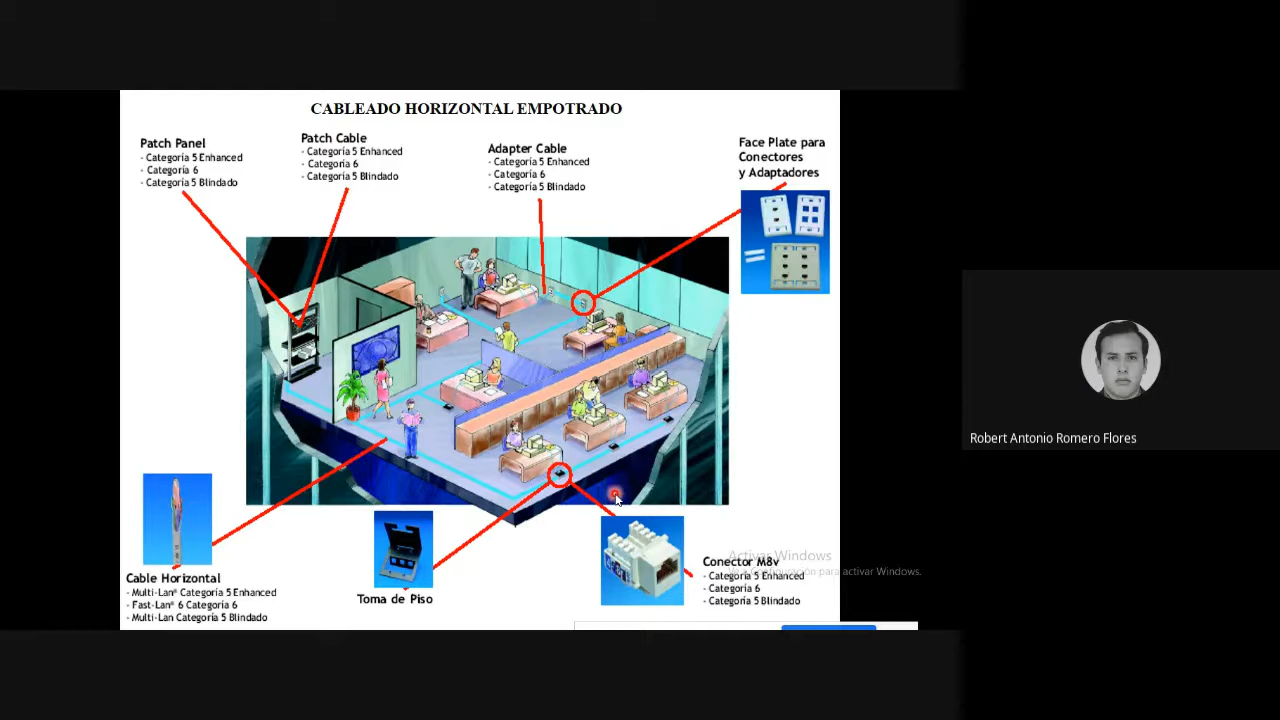 CABLEADO HORIZONTAL EMPOTRADO
Patch Panel
- Categoría 5 Enhanced
- Categoría 6
- Categoría 5 Blindado
Patch Cable
- Categoría 5 Enhanced
- Categoría 6
- Categoría 5 Blindado
Adapter Cable
- Categoría 5 Enhanced
- Categoría 6
- Categoría 5 Blindado
Face Plate para
Conectores
y Adaptadores
Robert Antonio Romero Flores
Cable Horizontal
- Multi-Lan® Categoría 5 Enhanced
- Fast-Lan® 6 Categoría 6
- Multi-Lan Categoría 5 Blindado
Toma de Piso
Conector M8v
- Categoría 5 Enhanced
- Categoría 6
- Categoría 5 Blindado
Activar Windows
Ve a Configuración para activar Windows.